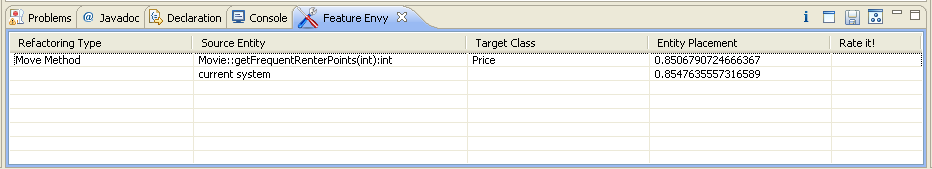 Problems @ Javadoc Declaration Console Feature Envy
Refactoring Type Source Entity Target Class Entity Placement Rate it!
Move Method Movie::getFrequentRenterPoints(int):int Price 0.8506790724666367
current system 0.8547635557316589